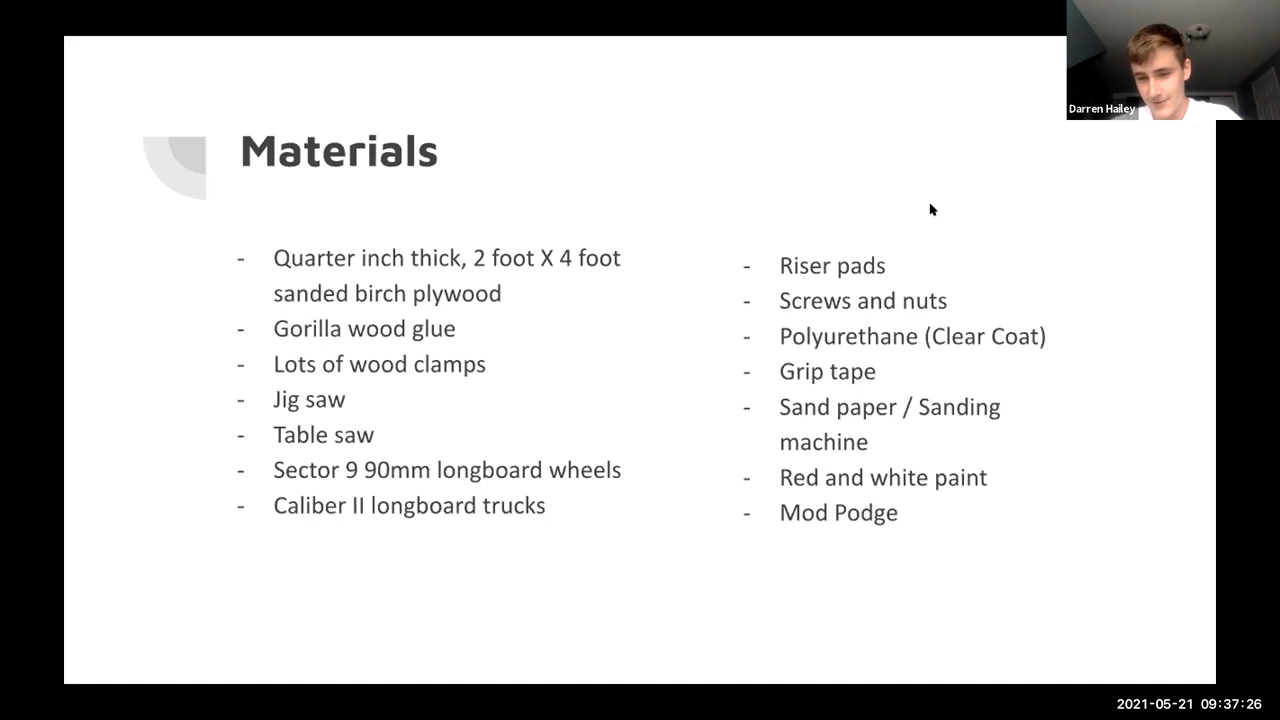 Darren Hailey
Materials
- Quarter inch thick, 2 foot X 4 foot
sanded birch plywood
- Gorilla wood glue
- Lots of wood clamps
- Jig saw
- Table saw
- Sector 9 90mm longboard wheels
- Caliber II longboard trucks
- Riser pads
- Screws and nuts
- Polyurethane (Clear Coat)
- Grip tape
- Sand paper / Sanding
machine
- Red and white paint
- Mod Podge
2021-05-21 09:37:26